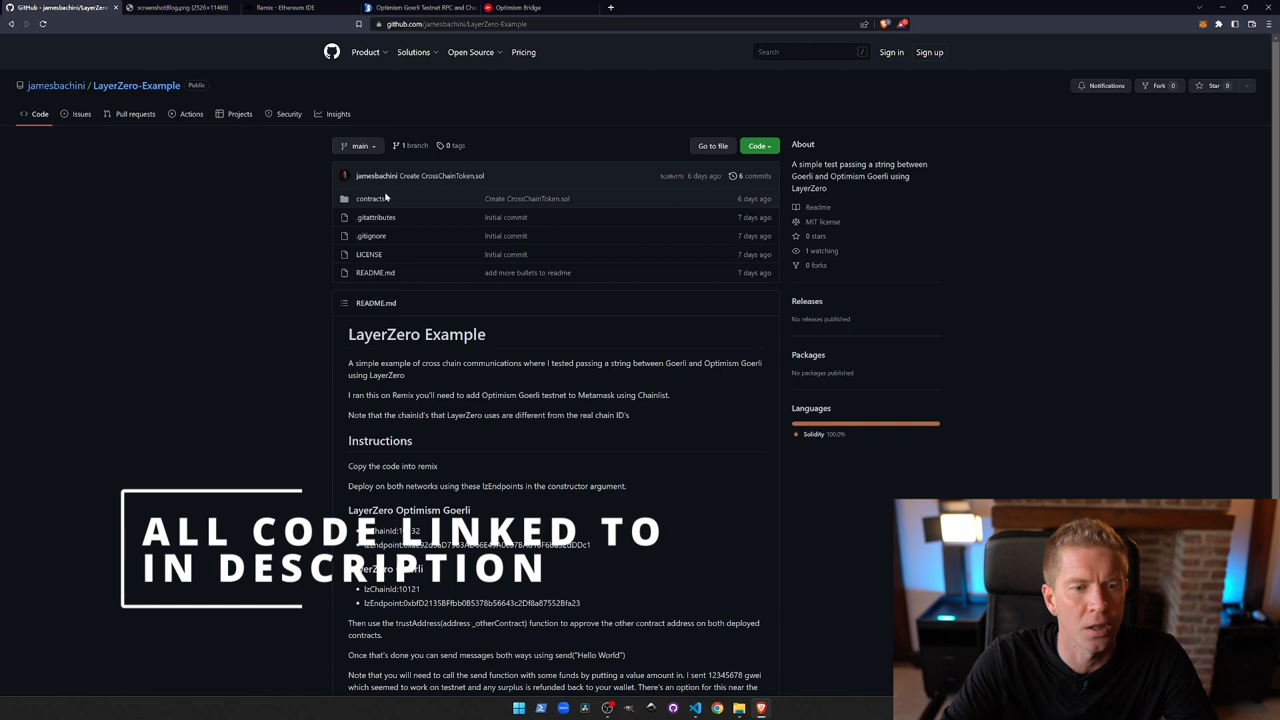 GitHub - jamesbachini/LayerZer
screenshotBlog.png (2526×11469)
Remix - Ethereum IDE
Optimism Goerli Testnet RPC and Cha
Optimism Bridge
github.com/jamesbachini/LayerZero-Example
Product
Solutions
Open Source
Pricing
Search
/
Sign in
Sign up
jamesbachini / LayerZero-Example
Public
Notifications
Fork 0
Star 0
Code
Issues
Pull requests
Actions
Projects
Security
Insights
main
1 branch
0 tags
Go to file
Code
jamesbachini Create CrossChainToken.sol
6 days ago
6 commits
contracts
Create CrossChainToken.sol
6 days ago
.gitattributes
Initial commit
7 days ago
.gitignore
Initial commit
7 days ago
LICENSE
Initial commit
7 days ago
README.md
add more bullets to readme
7 days ago
README.md
LayerZero Example
A simple example of cross chain communications where I tested passing a string between Goerli and Optimism Goerli
using LayerZero
I ran this on Remix you'll need to add Optimism Goerli testnet to Metamask using Chainlist.
Note that the chainId's that LayerZero uses are different from the real chain ID's
Instructions
Copy the code into remix
Deploy on both networks using these lzEndpoints in the constructor argument.
LayerZero Optimism Goerli
lzChainId:10121
lzEndpoint:0xbfD2135BFfbb0B5378b56643c2Df8a87552Bfa23
Then use the trustAddress(address _otherContract) function to approve the other contract address on both deployed
contracts.
Once that's done you can send messages both ways using send("Hello World")
Note that you will need to call the send function with some funds by putting a value amount in. I sent 12345678 gwei
which seemed to work on testnet and any surplus is refunded back to your wallet. There's an option for this near the
About
A simple test passing a string between
Goerli and Optimism Goerli using
LayerZero
Readme
MIT license
0 stars
1 watching
0 forks
Releases
No releases published
Packages
No packages published
Languages
Solidity 100.0%
ALL CODE LINKED TO
IN DESCRIPTION